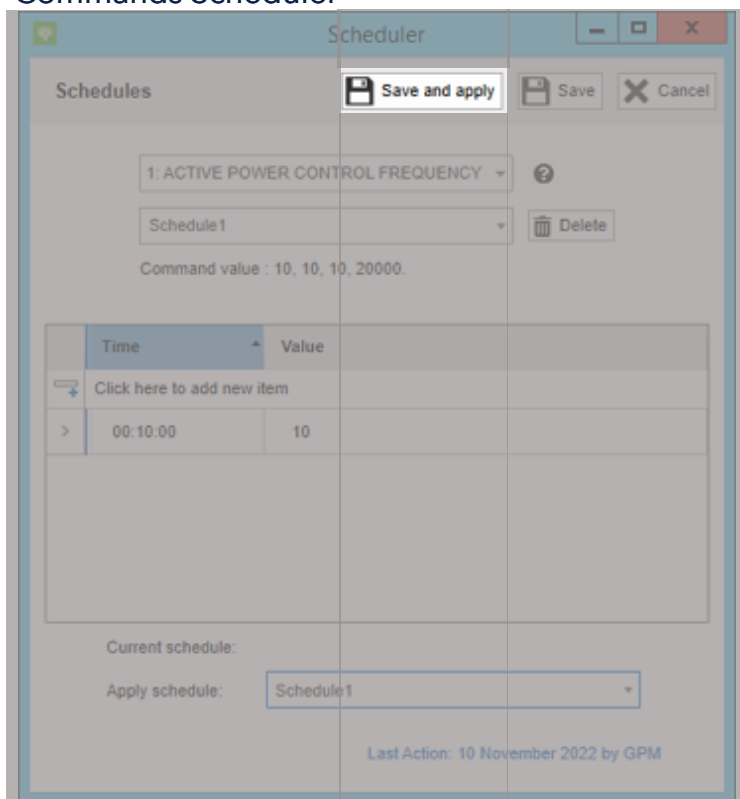 Commands Scheduler
Scheduler
Schedules
Save and apply
Save
Cancel
1: ACTIVE POWER CONTROL FREQUENCY
Schedule1
Delete
Command value : 10, 10, 10, 20000.
Time Value
Click here to add new item
00:10:00 10
Current schedule:
Apply schedule: Schedule1
Last Action: 10 November 2022 by GPM